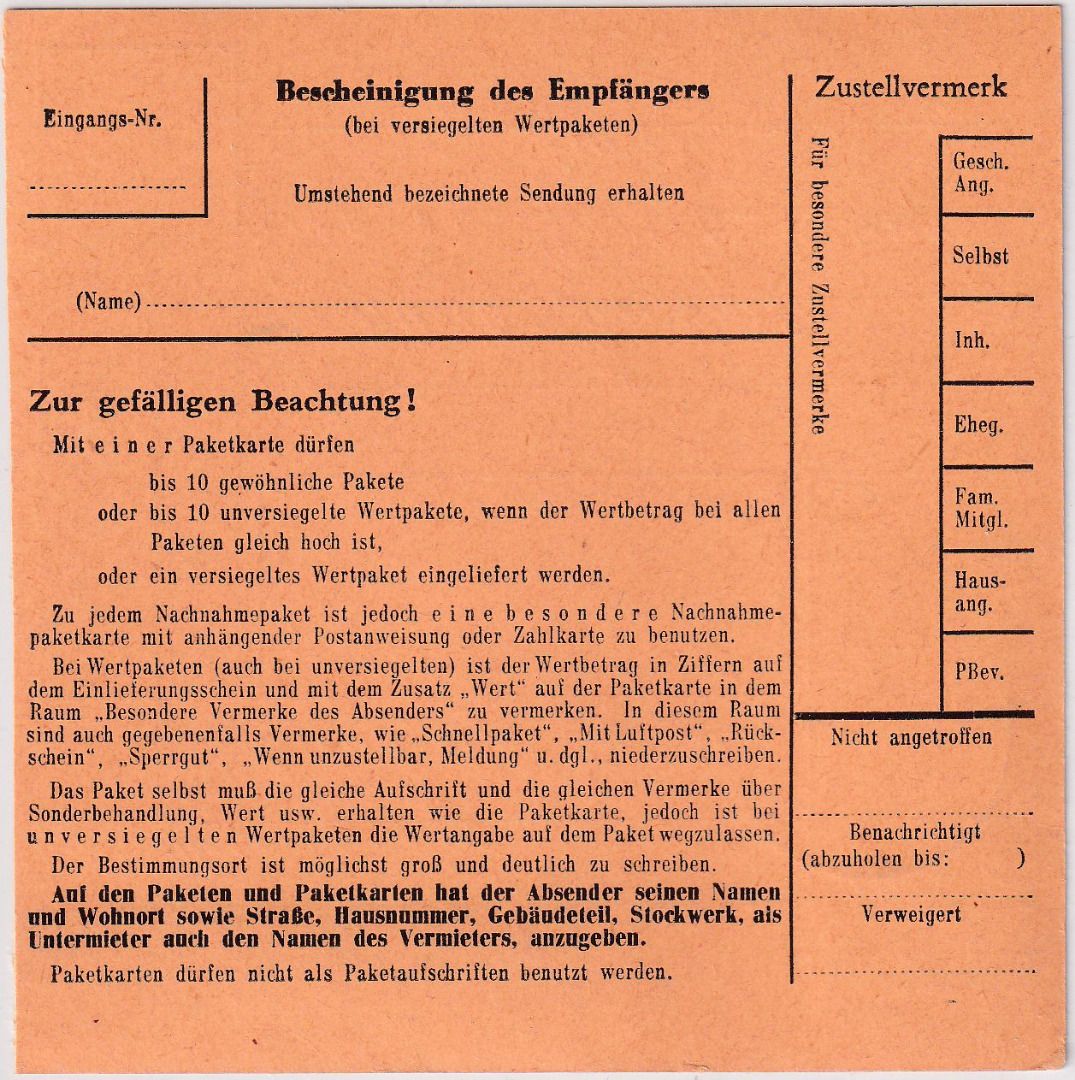 Eingangs-Nr.
Bescheinigung des Empfängers
(bei versiegelten Wertpaketen)
Umstehend bezeichnete Sendung erhalten
(Name)
Zur gefälligen Beachtung!
Mit einer Paketkarte dürfen
bis 10 gewöhnliche Pakete
oder bis 10 unversiegelte Wertpakete, wenn der Wertbetrag bei allen
Paketen gleich hoch ist,
oder ein versiegeltes Wertpaket eingeliefert werden.
Zu jedem Nachnahmepaket ist jedoch eine besondere Nachnahme-
paketkarte mit anhängender Postanweisung oder Zahlkarte zu benutzen.
Bei Wertpaketen (auch bei unversiegelten) ist der Wertbetrag in Ziffern auf
dem Einlieferungsschein und mit dem Zusatz „Wert“ auf der Paketkarte in dem
Raum „Besondere Vermerke des Absenders“ zu vermerken. In diesem Raum
sind auch gegebenenfalls Vermerke, wie „Schnellpaket“, „Mit Luftpost“, „Rück-
schein“, „Sperrgut“, „Wenn unzustellbar, Meldung“ u. dgl., niederzuschreiben.
Das Paket selbst muß die gleiche Aufschrift und die gleichen Vermerke über
Sonderbehandlung, Wert usw. erhalten wie die Paketkarte, jedoch ist bei
unversiegelten Wertpaketen die Wertangabe auf dem Paket wegzulassen.
Der Bestimmungsort ist möglichst groß und deutlich zu schreiben.
Auf den Paketen und Paketkarten hat der Absender seinen Namen
und Wohnort sowie Straße, Hausnummer, Gebäudeteil, Stockwerk, als
Untermieter auch den Namen des Vermieters, anzugeben.
Paketkarten dürfen nicht als Paketaufschriften benutzt werden.
Zustellvermerk
Für besondere Zustellvermerke
Gesch.
Ang.
Selbst
Inh.
Eheg.
Fam.
Mitgl.
Haus-
ang.
PBev.
Nicht angetroffen
Benachrichtigt
(abzuholen bis: )
Verweigert